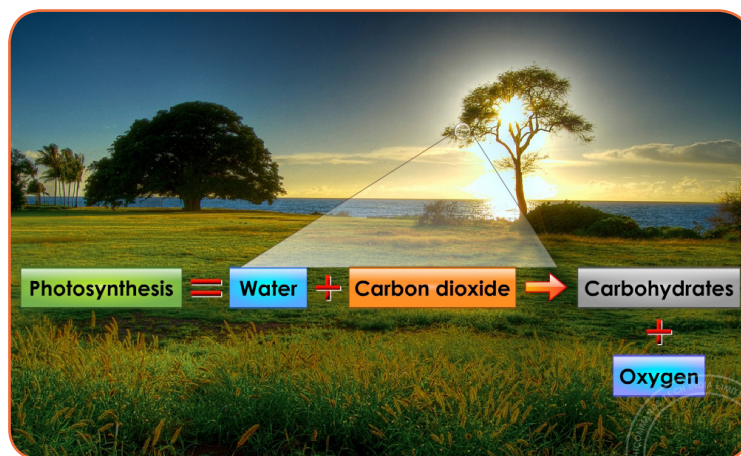 Photosynthesis = Water + Carbon dioxide → Carbohydrates
+
Oxygen